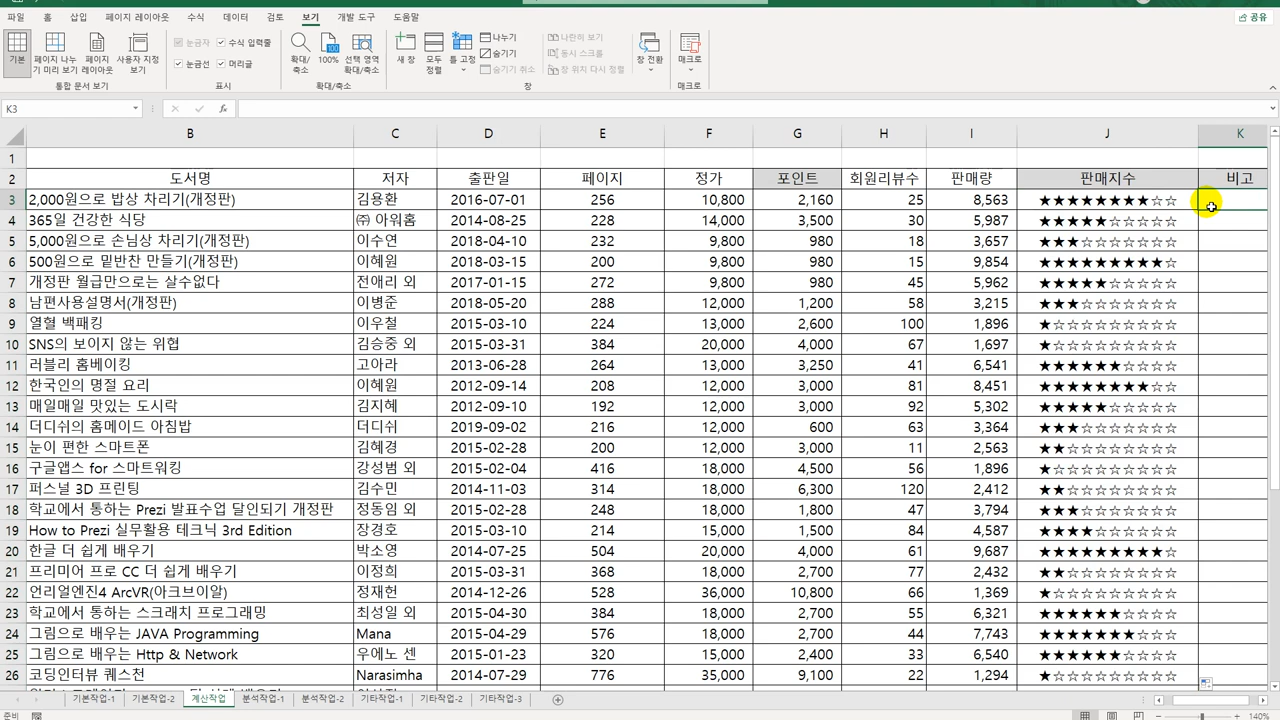 파일 홈 삽입 페이지 레이아웃 수식 데이터 검토 보기 개발 도구 도움말 공유
기본 페이지 나누기 미리 보기 페이지 레이아웃 사용자 지정 보기 눈금자 수식 입력줄 눈금선 머리글 확대/축소 100% 선택 영역 확대/축소 새 창 모두 정렬 틀 고정 나누기 숨기기 숨기기 취소 나란히 보기 동시 스크롤 창 위치 다시 정렬 창 전환 매크로
통합 문서 보기 표시 확대/축소 창 매크로
K3 fx
B C D E F G H I J K
1
2 도서명 저자 출판일 페이지 정가 포인트 회원리뷰수 판매량 판매지수 비고
3 2,000원으로 밥상 차리기(개정판) 김용환 2016-07-01 256 10,800 2,160 25 8,563 ★★★★★★★★☆☆
4 365일 건강한 식당 ㈜ 아워홈 2014-08-25 228 14,000 3,500 30 5,987 ★★★★★☆☆☆☆☆
5 5,000원으로 손님상 차리기(개정판) 이수연 2018-04-10 232 9,800 980 18 3,657 ★★★☆☆☆☆☆☆☆
6 500원으로 밑반찬 만들기(개정판) 이혜원 2018-03-15 200 9,800 980 15 9,854 ★★★★★★★★★☆
7 개정판 월급만으로는 살수없다 전애리 외 2017-01-15 272 9,800 980 45 5,962 ★★★★★☆☆☆☆☆
8 남편사용설명서(개정판) 이병준 2018-05-20 288 12,000 1,200 58 3,215 ★★★☆☆☆☆☆☆☆
9 열혈 백패킹 이우철 2015-03-10 224 13,000 2,600 100 1,896 ★☆☆☆☆☆☆☆☆☆
10 SNS의 보이지 않는 위협 김승중 외 2015-03-31 384 20,000 4,000 67 1,697 ★☆☆☆☆☆☆☆☆☆
11 러블리 홈베이킹 고아라 2013-06-28 264 13,000 3,250 41 6,541 ★★★★★★☆☆☆☆
12 한국인의 명절 요리 이혜원 2012-09-14 208 12,000 3,000 81 8,451 ★★★★★★★★☆☆
13 매일매일 맛있는 도시락 김지혜 2012-09-10 192 12,000 3,000 92 5,302 ★★★★★☆☆☆☆☆
14 더디쉬의 홈메이드 아침밥 더디쉬 2019-09-02 216 12,000 600 63 3,364 ★★★☆☆☆☆☆☆☆
15 눈이 편한 스마트폰 김혜경 2015-02-28 200 12,000 3,000 11 2,563 ★★☆☆☆☆☆☆☆☆
16 구글앱스 for 스마트워킹 강성범 외 2015-02-04 416 18,000 4,500 56 1,896 ★☆☆☆☆☆☆☆☆☆
17 퍼스널 3D 프린팅 김수민 2014-11-03 314 18,000 6,300 120 2,412 ★★☆☆☆☆☆☆☆☆
18 학교에서 통하는 Prezi 발표수업 달인되기 개정판 정동임 외 2015-02-28 248 18,000 1,800 47 3,794 ★★★☆☆☆☆☆☆☆
19 How to Prezi 실무활용 테크닉 3rd Edition 장경호 2015-03-10 214 15,000 1,500 84 4,587 ★★★★☆☆☆☆☆☆
20 한글 더 쉽게 배우기 박소영 2014-07-25 504 20,000 4,000 61 9,687 ★★★★★★★★★☆
21 프리미어 프로 CC 더 쉽게 배우기 이정희 2015-03-31 368 18,000 2,700 77 2,432 ★★☆☆☆☆☆☆☆☆
22 언리얼엔진4 ArcVR(아크브이알) 정재헌 2014-12-26 528 36,000 10,800 66 1,369 ★☆☆☆☆☆☆☆☆☆
23 학교에서 통하는 스크래치 프로그래밍 최성일 외 2015-04-30 384 18,000 2,700 55 6,321 ★★★★★★☆☆☆☆
24 그림으로 배우는 JAVA Programming Mana 2015-04-29 576 18,000 2,700 44 7,743 ★★★★★★★☆☆☆
25 그림으로 배우는 Http & Network 우에노 센 2015-01-23 320 15,000 2,400 33 6,540 ★★★★★★☆☆☆☆
26 코딩인터뷰 퀘스천 Narasimha 2014-07-29 776 35,000 9,100 22 1,294 ★☆☆☆☆☆☆☆☆☆
기본작업-1 기본작업-2 계산작업 분석작업-1 분석작업-2 기타작업-1 기타작업-2 기타작업-3
준비 140%